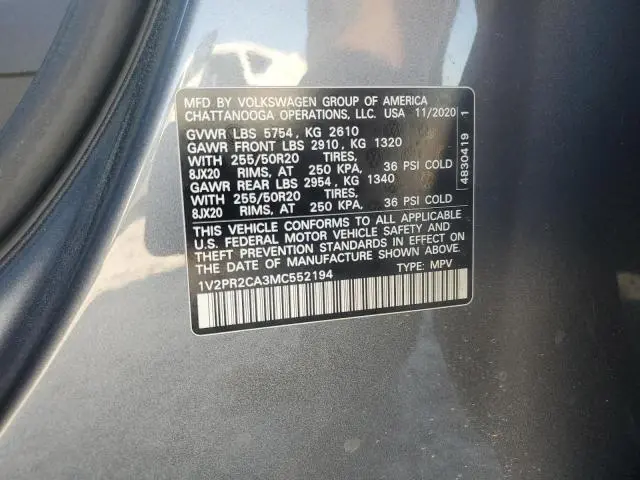 MFD BY VOLKSWAGEN GROUP OF AMERICA
CHATTANOOGA OPERATIONS, LLC. USA 11/2020
GVWR LBS 5754, KG 2610
GAWR FRONT LBS 2910, KG 1320
WITH 255/50R20 TIRES,
8JX20 RIMS, AT 250 KPA, 36 PSI COLD
GAWR REAR LBS 2954, KG 1340
WITH 255/50R20 TIRES,
8JX20 RIMS, AT 250 KPA, 36 PSI COLD
THIS VEHICLE CONFORMS TO ALL APPLICABLE
U.S. FEDERAL MOTOR VEHICLE SAFETY AND
THEFT PREVENTION STANDARDS IN EFFECT ON
THE DATE OF MANUFACTURE SHOWN ABOVE.
1V2PR2CA3MC552194 TYPE: MPV
4830419 1